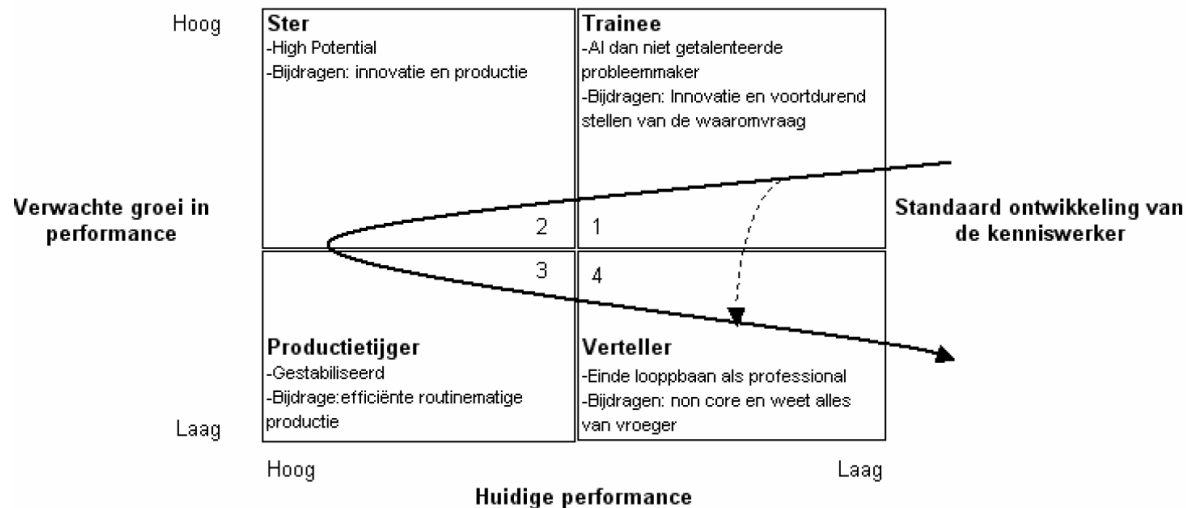 Hoog
Ster
-High Potential
-Bijdragen: innovatie en productie
Trainee
-Al dan niet getalenteerde
probleemmaker
-Bijdragen: Innovatie en voortdurend
stellen van de waaromvraag
Verwachte groei in
performance
2
1
Standaard ontwikkeling van
de kenniswerker
3
4
Productietijger
-Gestabiliseerd
-Bijdrage:efficiënte routinematige
productie
Verteller
-Einde looppbaan als professional
-Bijdragen: non core en weet alles
van vroeger
Laag
Hoog
Laag
Huidige performance